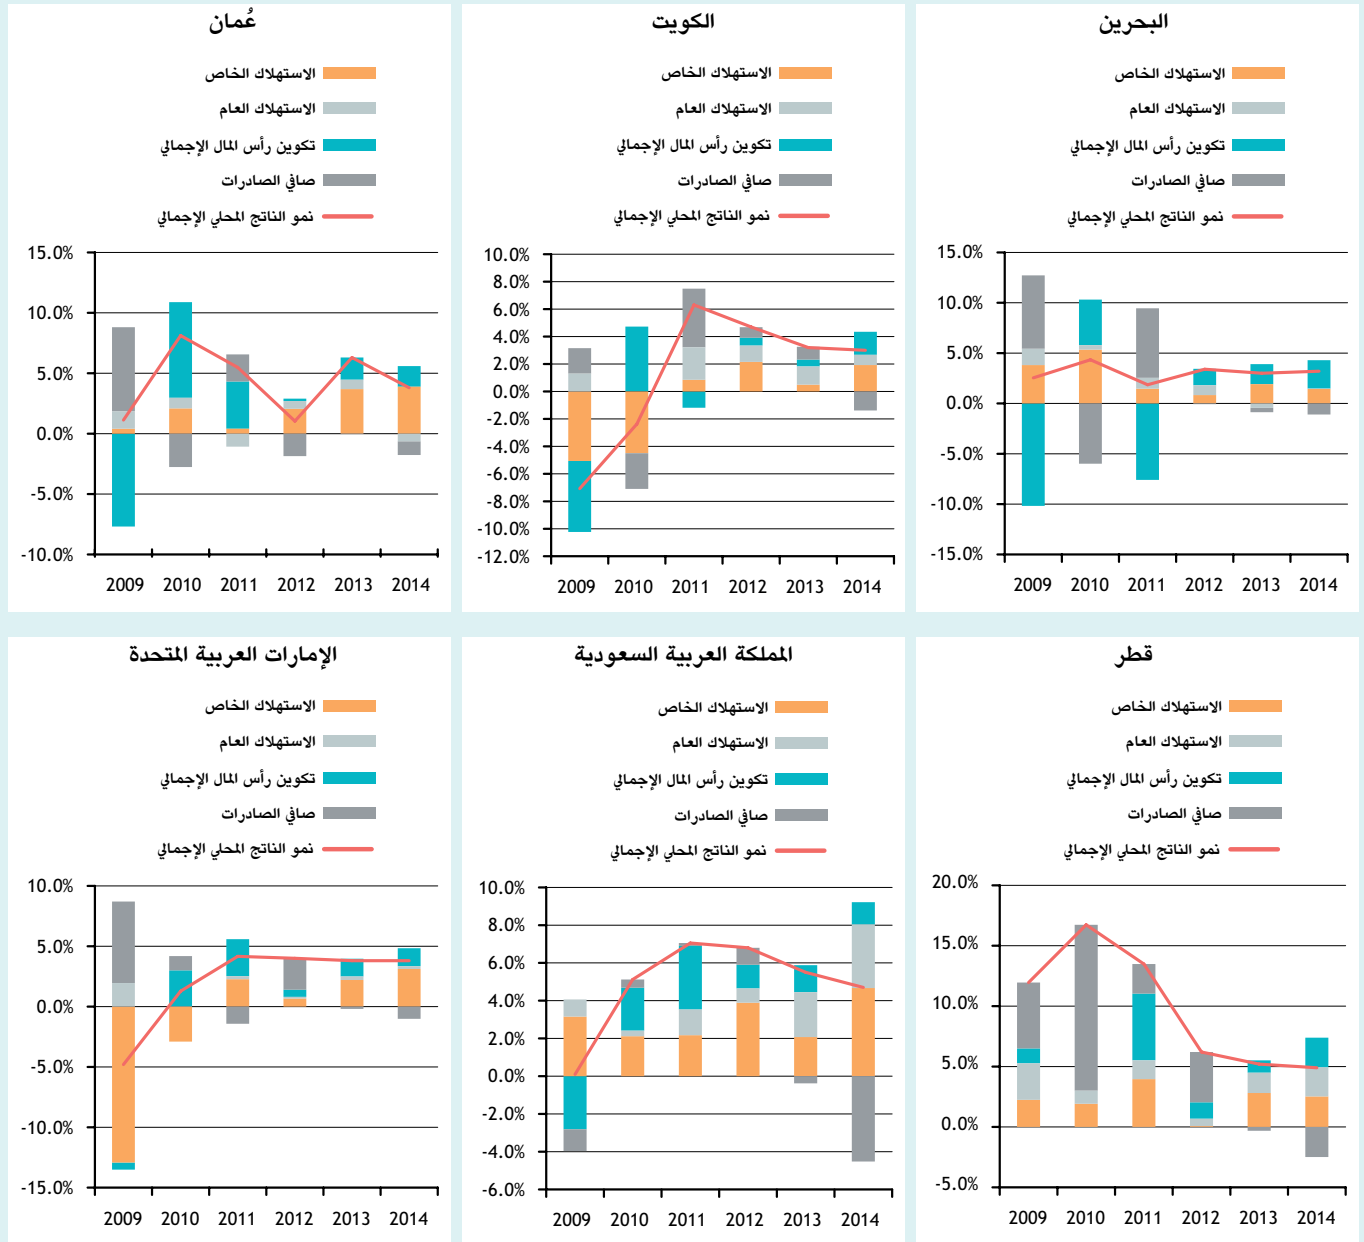 البحرين
الاستهلاك الخاص
الاستهلاك العام
تكوين رأس المال الإجمالي
صافي الصادرات
نمو الناتج المحلي الإجمالي
15.0%
10.0%
5.0%
0.0%
-5.0%
-10.0%
-15.0%
2009 2010 2011 2012 2013 2014
الكويت
الاستهلاك الخاص
الاستهلاك العام
تكوين رأس المال الإجمالي
صافي الصادرات
نمو الناتج المحلي الإجمالي
10.0%
8.0%
6.0%
4.0%
2.0%
0.0%
-2.0%
-4.0%
-6.0%
-8.0%
-10.0%
-12.0%
2009 2010 2011 2012 2013 2014
عُمان
الاستهلاك الخاص
الاستهلاك العام
تكوين رأس المال الإجمالي
صافي الصادرات
نمو الناتج المحلي الإجمالي
15.0%
10.0%
5.0%
0.0%
-5.0%
-10.0%
2009 2010 2011 2012 2013 2014
قطر
الاستهلاك الخاص
الاستهلاك العام
تكوين رأس المال الإجمالي
صافي الصادرات
نمو الناتج المحلي الإجمالي
20.0%
15.0%
10.0%
5.0%
0.0%
-5.0%
2009 2010 2011 2012 2013 2014
المملكة العربية السعودية
الاستهلاك الخاص
الاستهلاك العام
تكوين رأس المال الإجمالي
صافي الصادرات
نمو الناتج المحلي الإجمالي
10.0%
8.0%
6.0%
4.0%
2.0%
0.0%
-2.0%
-4.0%
-6.0%
2009 2010 2011 2012 2013 2014
الإمارات العربية المتحدة
الاستهلاك الخاص
الاستهلاك العام
تكوين رأس المال الإجمالي
صافي الصادرات
نمو الناتج المحلي الإجمالي
10.0%
5.0%
0.0%
-5.0%
-10.0%
-15.0%
2009 2010 2011 2012 2013 2014